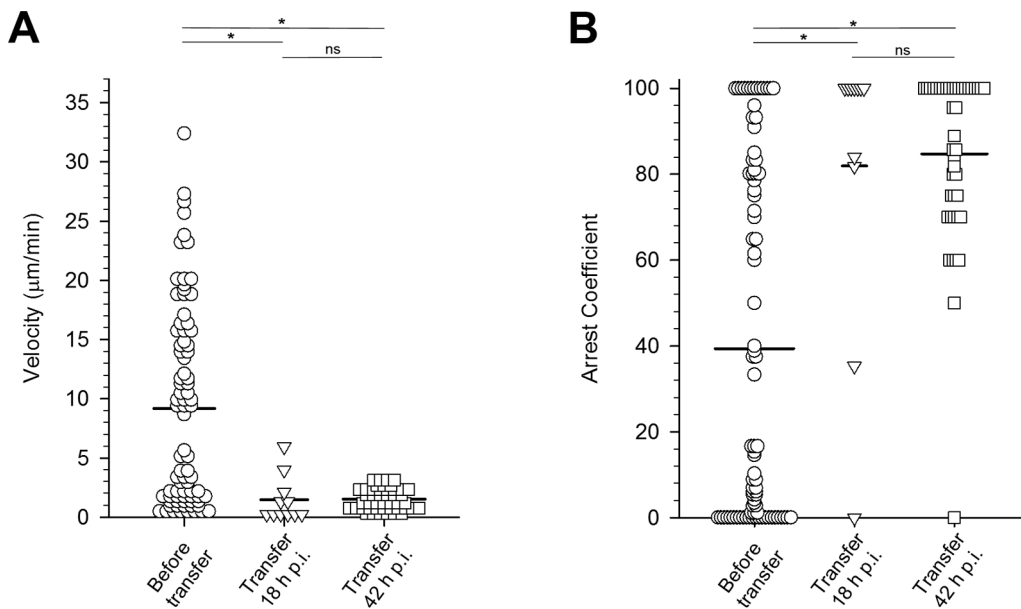 A
*
*
ns
35
30
25
20
15
10
5
0
Velocity (μm/min)
Before transfer
Transfer 18 h p.i.
Transfer 42 h p.i.
B
*
*
ns
100
80
60
40
20
0
Arrest Coefficient
Before transfer
Transfer 18 h p.i.
Transfer 42 h p.i.